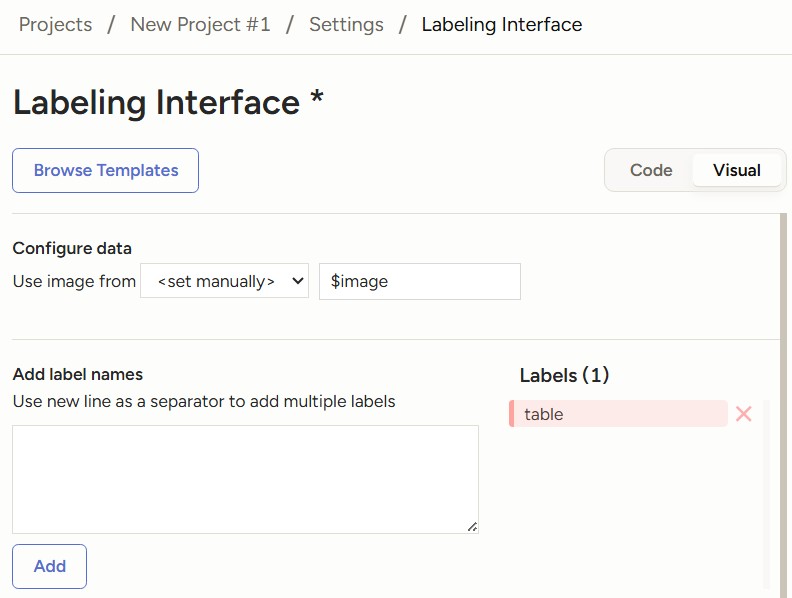 Projects / New Project #1 / Settings / Labeling Interface
Labeling Interface *
Browse Templates
Code Visual
Configure data
Use image from <set manually> $image
Add label names
Use new line as a separator to add multiple labels
Labels (1)
table
Add